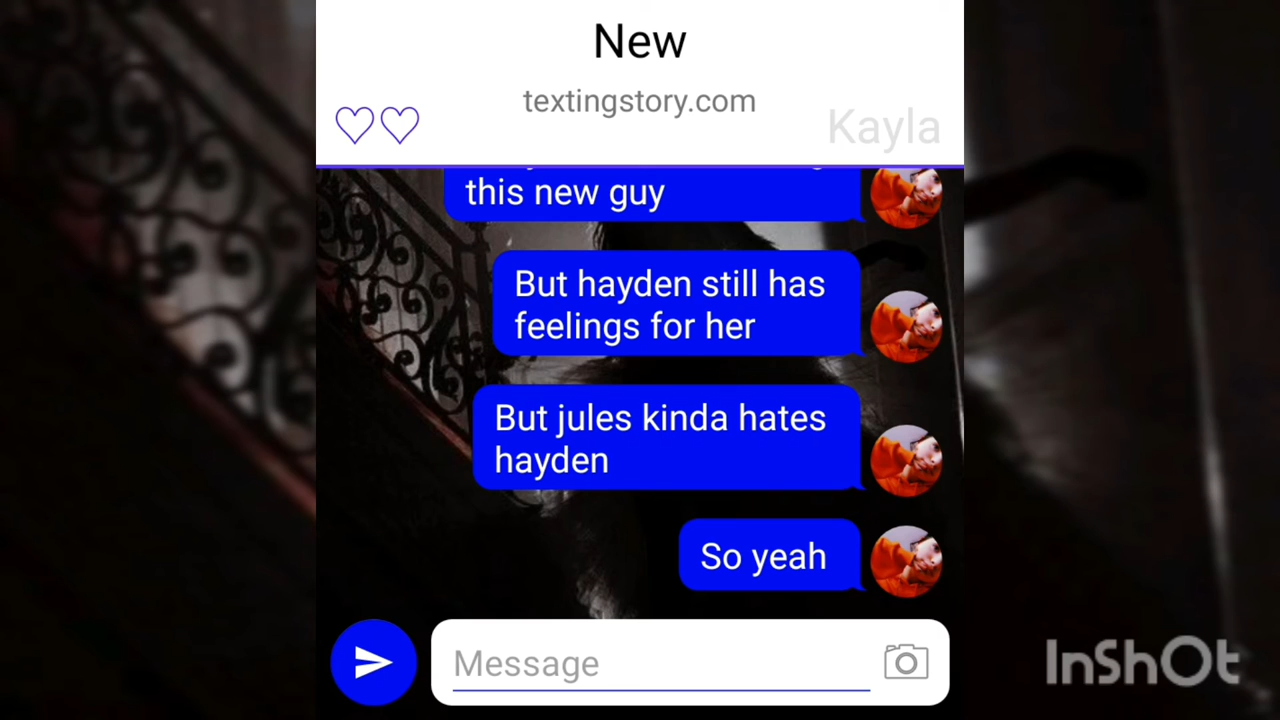 New
textingstory.com
♡♡
Kayla
this new guy
But hayden still has
feelings for her
But jules kinda hates
hayden
So yeah
Message
InShOt